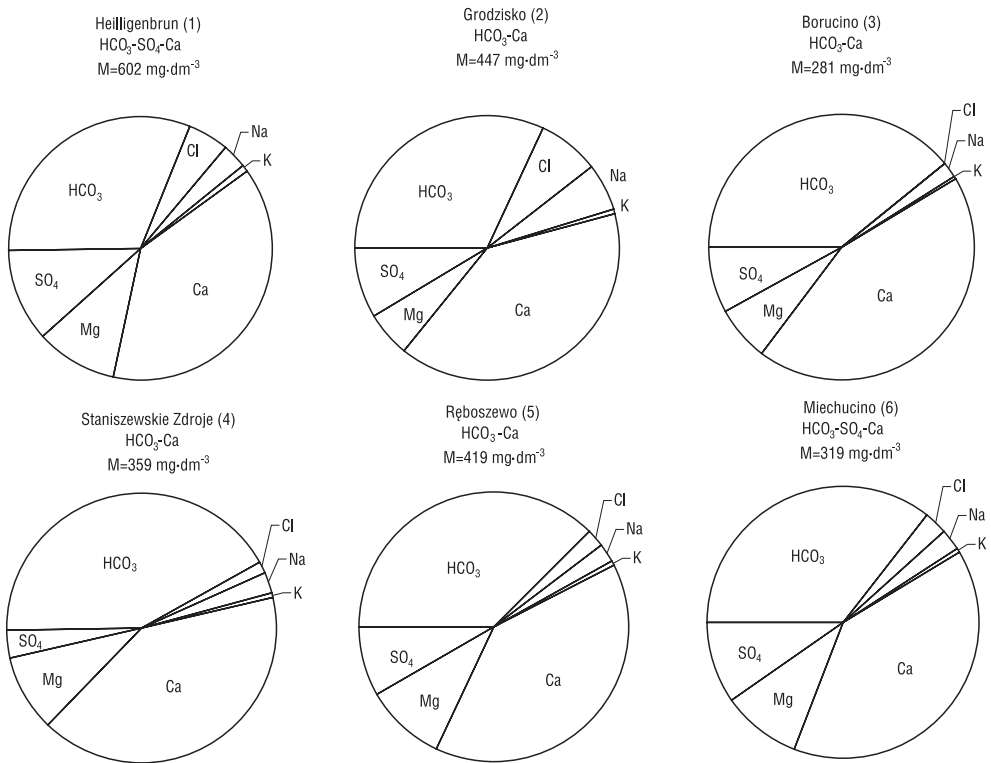 Heilligenbrun (1)
HCO₃-SO₄-Ca
M=602 mg·dm⁻³
HCO₃
Cl
Na
K
SO₄
Mg
Ca
Grodzisko (2)
HCO₃-Ca
M=447 mg·dm⁻³
HCO₃
Cl
Na
K
SO₄
Mg
Ca
Borucino (3)
HCO₃-Ca
M=281 mg·dm⁻³
HCO₃
Cl
Na
K
SO₄
Mg
Ca
Staniszewskie Zdroje (4)
HCO₃-Ca
M=359 mg·dm⁻³
HCO₃
Cl
Na
K
SO₄
Mg
Ca
Ręboszewo (5)
HCO₃-Ca
M=419 mg·dm⁻³
HCO₃
Cl
Na
K
SO₄
Mg
Ca
Miechucino (6)
HCO₃-SO₄-Ca
M=319 mg·dm⁻³
HCO₃
Cl
Na
K
SO₄
Mg
Ca